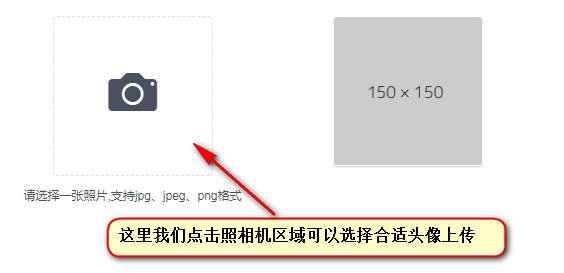 150 × 150
请选择一张照片,支持jpg、jpeg、png格式
这里我们点击照相机区域可以选择合适头像上传